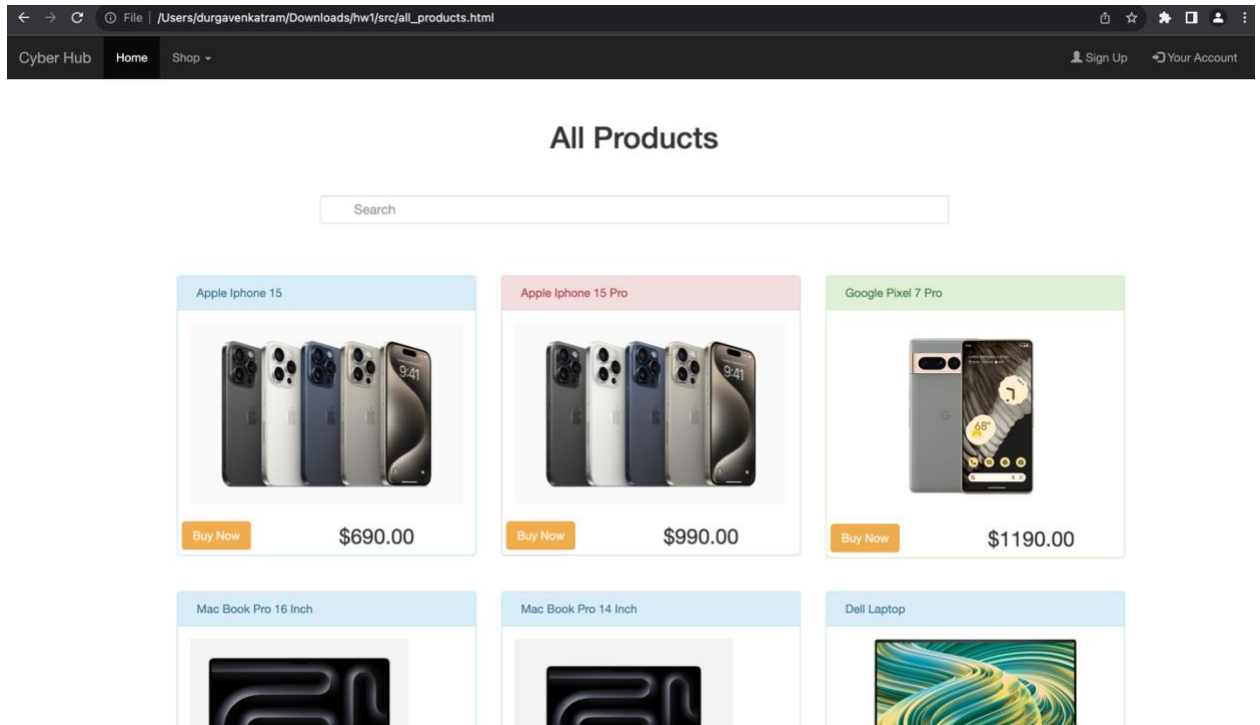 File | /Users/durgavenkatram/Downloads/hw1/src/all_products.html
Cyber Hub Home Shop Sign Up Your Account
All Products
Search
Apple Iphone 15 Apple Iphone 15 Pro Google Pixel 7 Pro
9:41 9:41
G 68°
Buy Now $690.00 Buy Now $990.00 Buy Now $1190.00
Mac Book Pro 16 Inch Mac Book Pro 14 Inch Dell Laptop